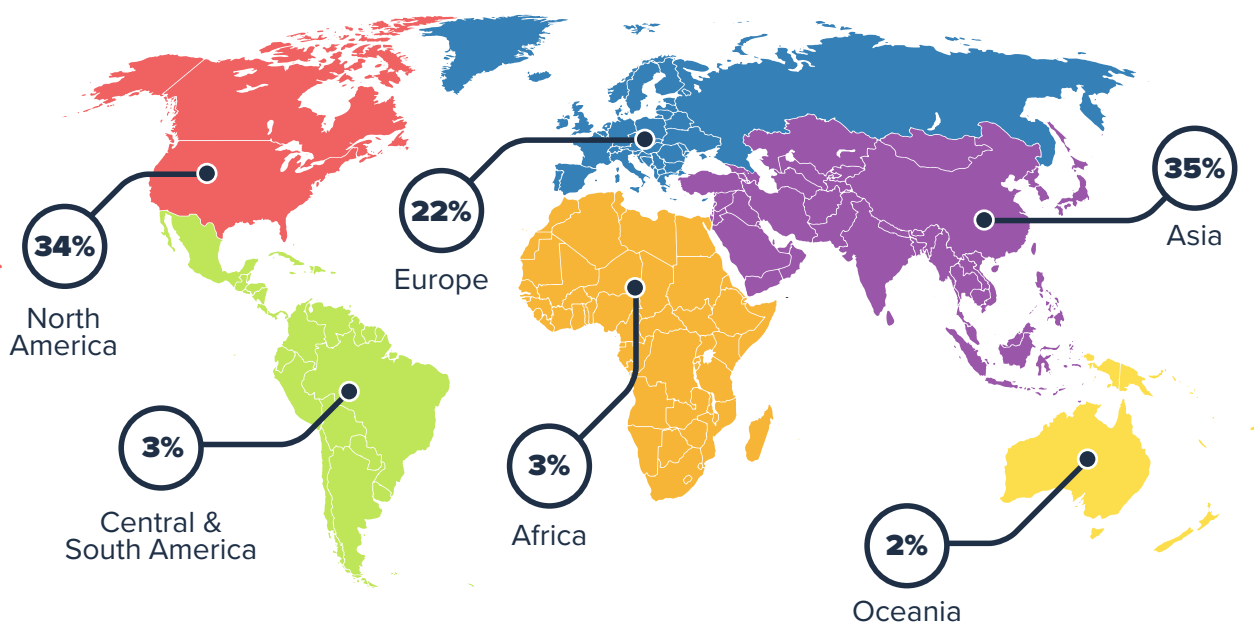 34%
North
America
22%
Europe
35%
Asia
3%
Central &
South America
3%
Africa
2%
Oceania